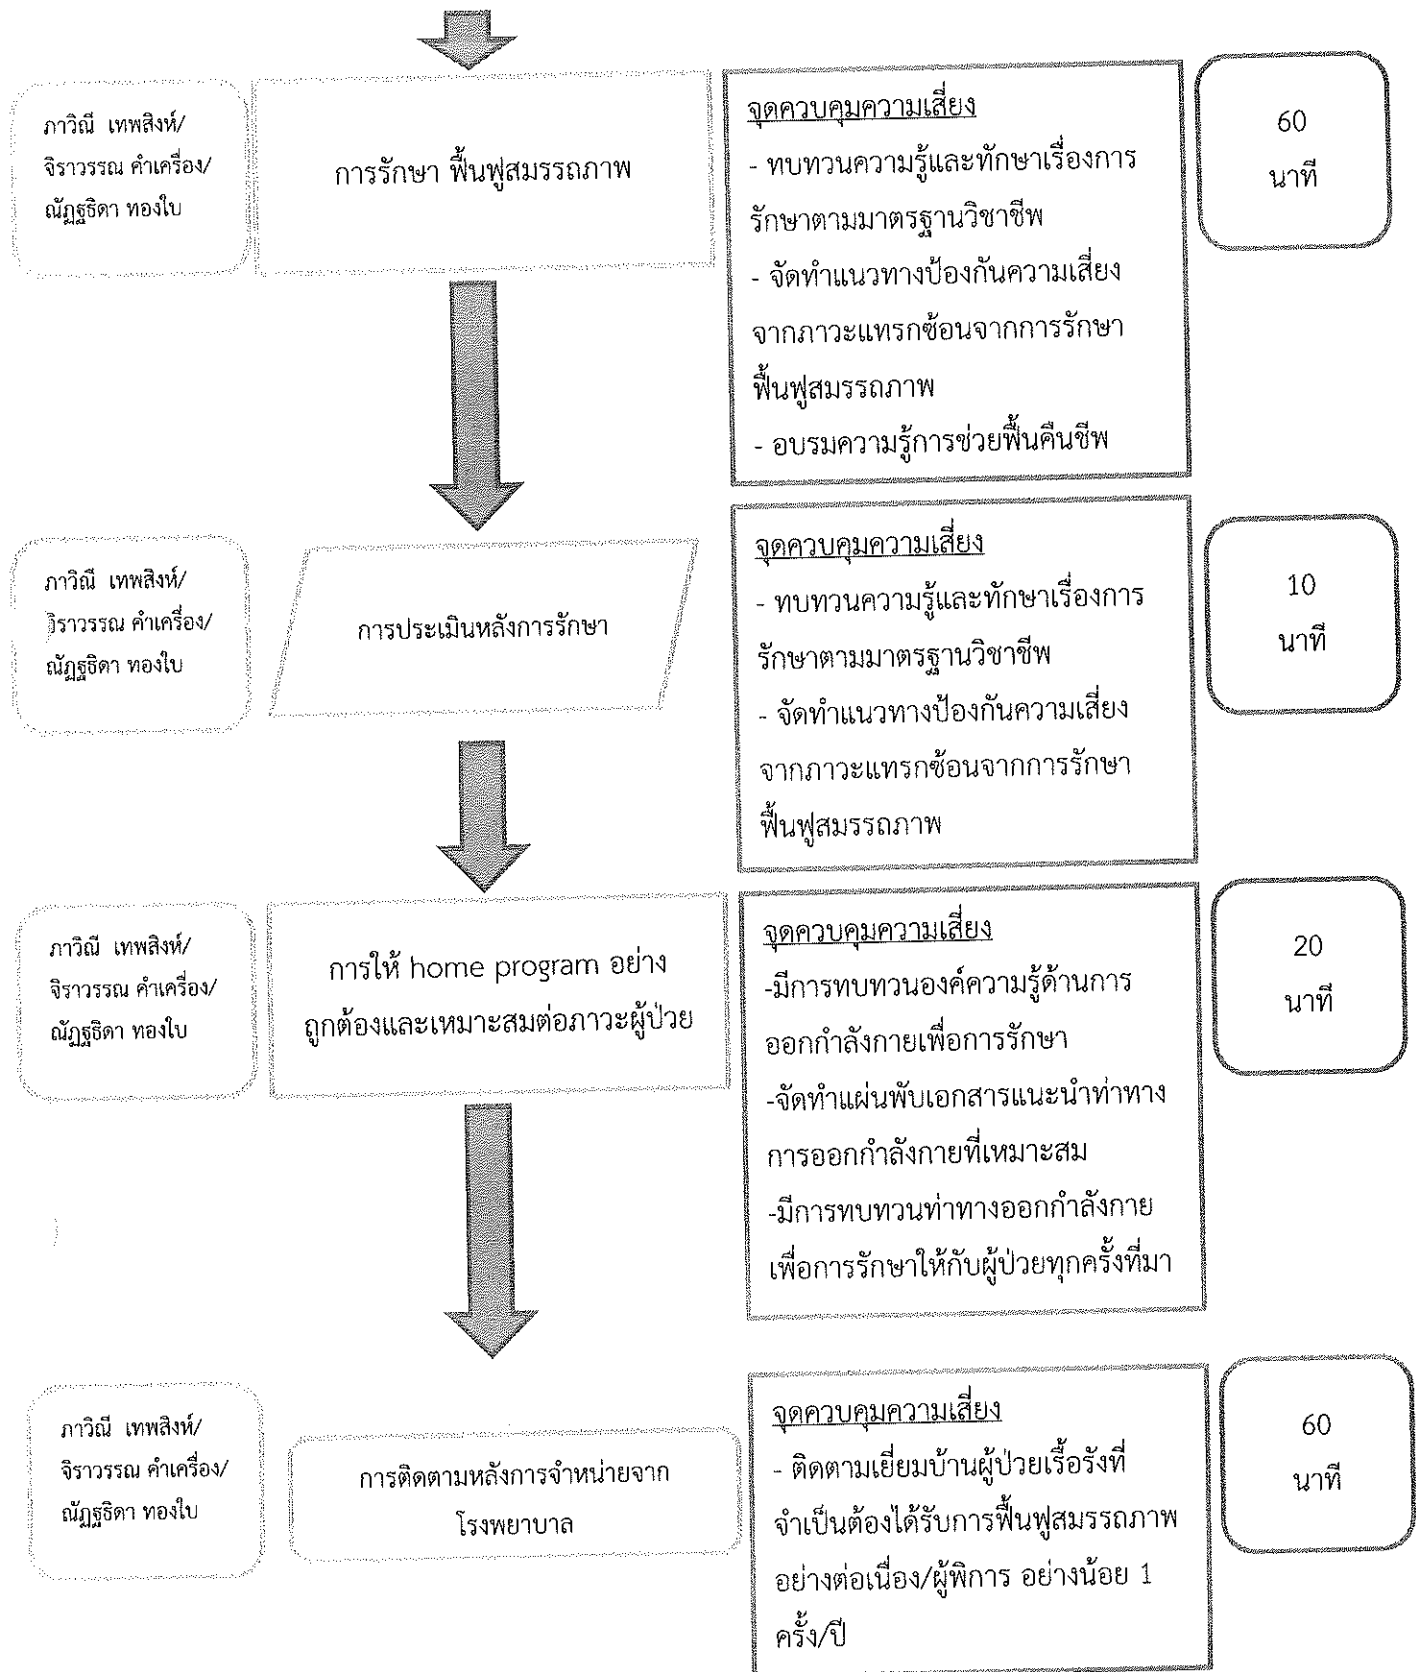 ภาวิณี เทพสิงห์/
จิราวรรณ คำเครื่อง/
ณัฏฐธิดา ทองใบ
การรักษา ฟื้นฟูสมรรถภาพ
จุดควบคุมความเสี่ยง
- ทบทวนความรู้และทักษาเรื่องการ
รักษาตามมาตรฐานวิชาชีพ
- จัดทำแนวทางป้องกันความเสี่ยง
จากภาวะแทรกซ้อนจากการรักษา
ฟื้นฟูสมรรถภาพ
- อบรมความรู้การช่วยฟื้นคืนชีพ
60
นาที
ภาวิณี เทพสิงห์/
จิราวรรณ คำเครื่อง/
ณัฏฐธิดา ทองใบ
การประเมินหลังการรักษา
จุดควบคุมความเสี่ยง
- ทบทวนความรู้และทักษาเรื่องการ
รักษาตามมาตรฐานวิชาชีพ
- จัดทำแนวทางป้องกันความเสี่ยง
จากภาวะแทรกซ้อนจากการรักษา
ฟื้นฟูสมรรถภาพ
10
นาที
ภาวิณี เทพสิงห์/
จิราวรรณ คำเครื่อง/
ณัฏฐธิดา ทองใบ
การให้ home program อย่าง
ถูกต้องและเหมาะสมต่อภาวะผู้ป่วย
จุดควบคุมความเสี่ยง
-มีการทบทวนองค์ความรู้ด้านการ
ออกกำลังกายเพื่อการรักษา
-จัดทำแผ่นพับเอกสารแนะนำท่าทาง
การออกกำลังกายที่เหมาะสม
-มีการทบทวนท่าทางออกกำลังกาย
เพื่อการรักษาให้กับผู้ป่วยทุกครั้งที่มา
20
นาที
ภาวิณี เทพสิงห์/
จิราวรรณ คำเครื่อง/
ณัฏฐธิดา ทองใบ
การติดตามหลังการจำหน่ายจาก
โรงพยาบาล
จุดควบคุมความเสี่ยง
- ติดตามเยี่ยมบ้านผู้ป่วยเรื้อรังที่
จำเป็นต้องได้รับการฟื้นฟูสมรรถภาพ
อย่างต่อเนื่อง/ผู้พิการ อย่างน้อย 1
ครั้ง/ปี
60
นาที